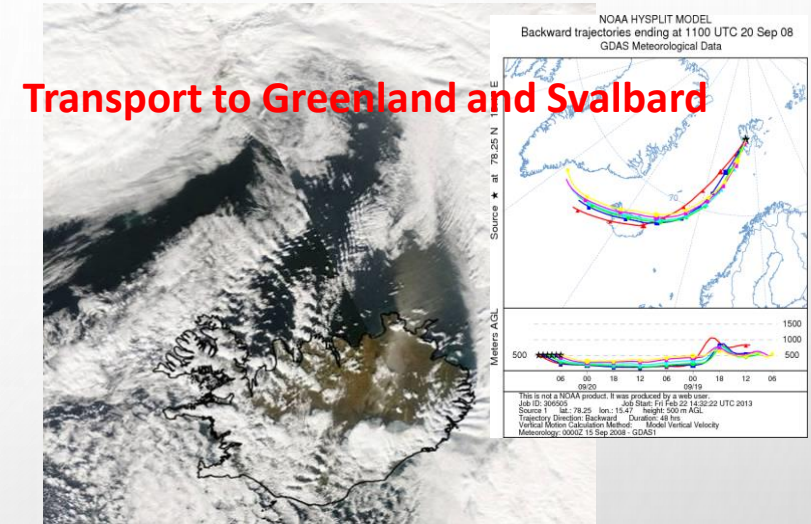 Transport to Greenland and Svalbard
NOAA HYSPLIT MODEL
Backward trajectories ending at 1100 UTC 20 Sep 08
GDAS Meteorological Data
Source ★ at 78.25 N
E
70
Meters AGL
500
1500
1000
500
06 00 18 12 06 00 18 12 06
09/20 09/19
This is not a NOAA product. It was produced by a web user.
Job ID: 306505 Job Start: Fri Feb 22 14:32:22 UTC 2013
Source 1 lat.: 78.25 lon.: 15.47 height: 500 m AGL
Trajectory Direction: Backward Duration: 48 hrs
Vertical Motion Calculation Method: Model Vertical Velocity
Meteorology: 0000Z 15 Sep 2008 - GDAS1